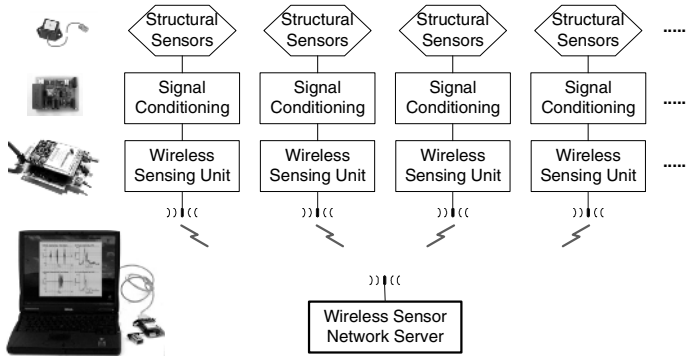 Structural Sensors
Structural Sensors
Structural Sensors
Structural Sensors
.....
Signal Conditioning
Signal Conditioning
Signal Conditioning
Signal Conditioning
.....
Wireless Sensing Unit
Wireless Sensing Unit
Wireless Sensing Unit
Wireless Sensing Unit
.....
Wireless Sensor
Network Server